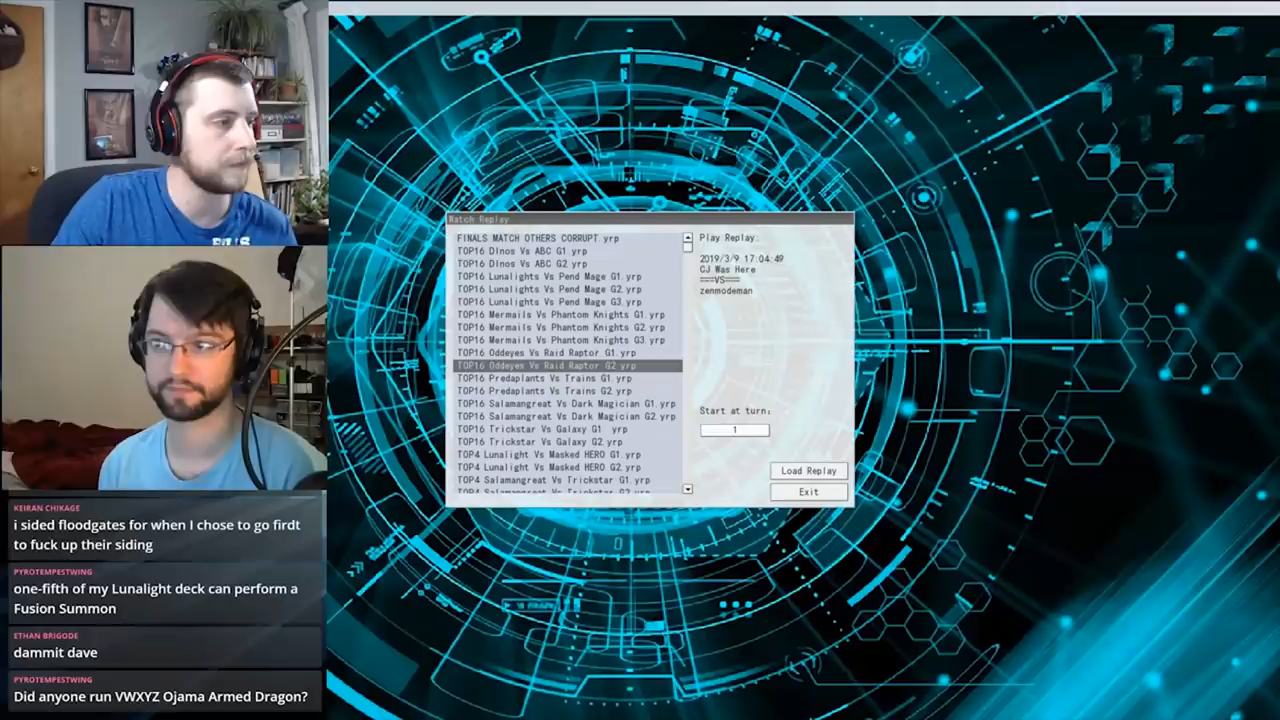 Watch Replay
FINALS MATCH OTHERS CORRUPT.yrp
TOP16 DInos Vs ABC G1.yrp
TOP16 DInos Vs ABC G2.yrp
TOP16 Lunalights Vs Pend Mage G1.yrp
TOP16 Lunalights Vs Pend Mage G2.yrp
TOP16 Lunalights Vs Pend Mage G3.yrp
TOP16 Mermails Vs Phantom Knights G1.yrp
TOP16 Mermails Vs Phantom Knights G2.yrp
TOP16 Mermails Vs Phantom Knights G3.yrp
TOP16 Oddeyes Vs Raid Raptor G1.yrp
TOP16 Oddeyes Vs Raid Raptor G2.yrp
TOP16 Predaplants Vs Trains G1.yrp
TOP16 Predaplants Vs Trains G2.yrp
TOP16 Salamangreat Vs Dark Magician G1.yrp
TOP16 Salamangreat Vs Dark Magician G2.yrp
TOP16 Trickstar Vs Galaxy G1 .yrp
TOP16 Trickstar Vs Galaxy G2.yrp
TOP4 Lunalight Vs Masked HERO G1.yrp
TOP4 Lunalight Vs Masked HERO G2.yrp
TOP4 Salamangreat Vs Trickstar G1.yrp
TOP4 Salamangreat Vs Trickstar G2.yrp
Play Replay:
2019/3/9 17:04:49
CJ Was Here
===VS===
zenmodeman
Start at turn:
1
Load Replay
Exit
KEIRAN CHIKAGE
i sided floodgates for when I chose to go firdt
to fuck up their siding
PYROTEMPESTWING
one-fifth of my Lunalight deck can perform a
Fusion Summon
ETHAN BRIGODE
dammit dave
PYROTEMPESTWING
Did anyone run VWXYZ Ojama Armed Dragon?